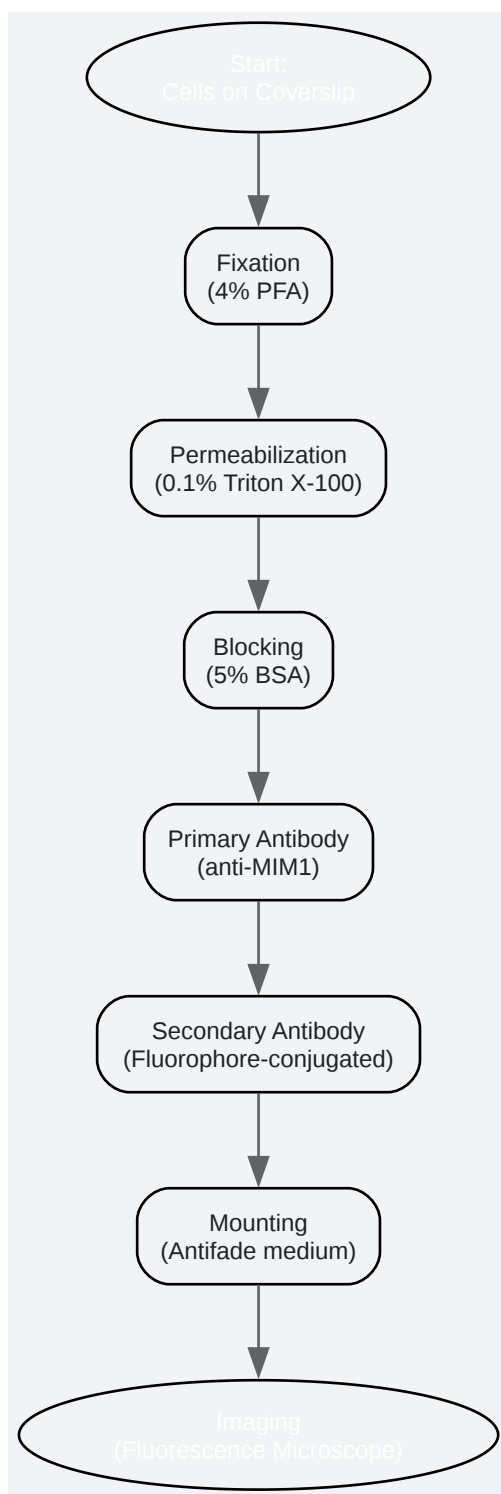 Start:
Cells on Coverslip
Fixation
(4% PFA)
Permeabilization
(0.1% Triton X-100)
Blocking
(5% BSA)
Primary Antibody
(anti-MIM1)
Secondary Antibody
(Fluorophore-conjugated)
Mounting
(Antifade medium)
Imaging
(Fluorescence Microscope)